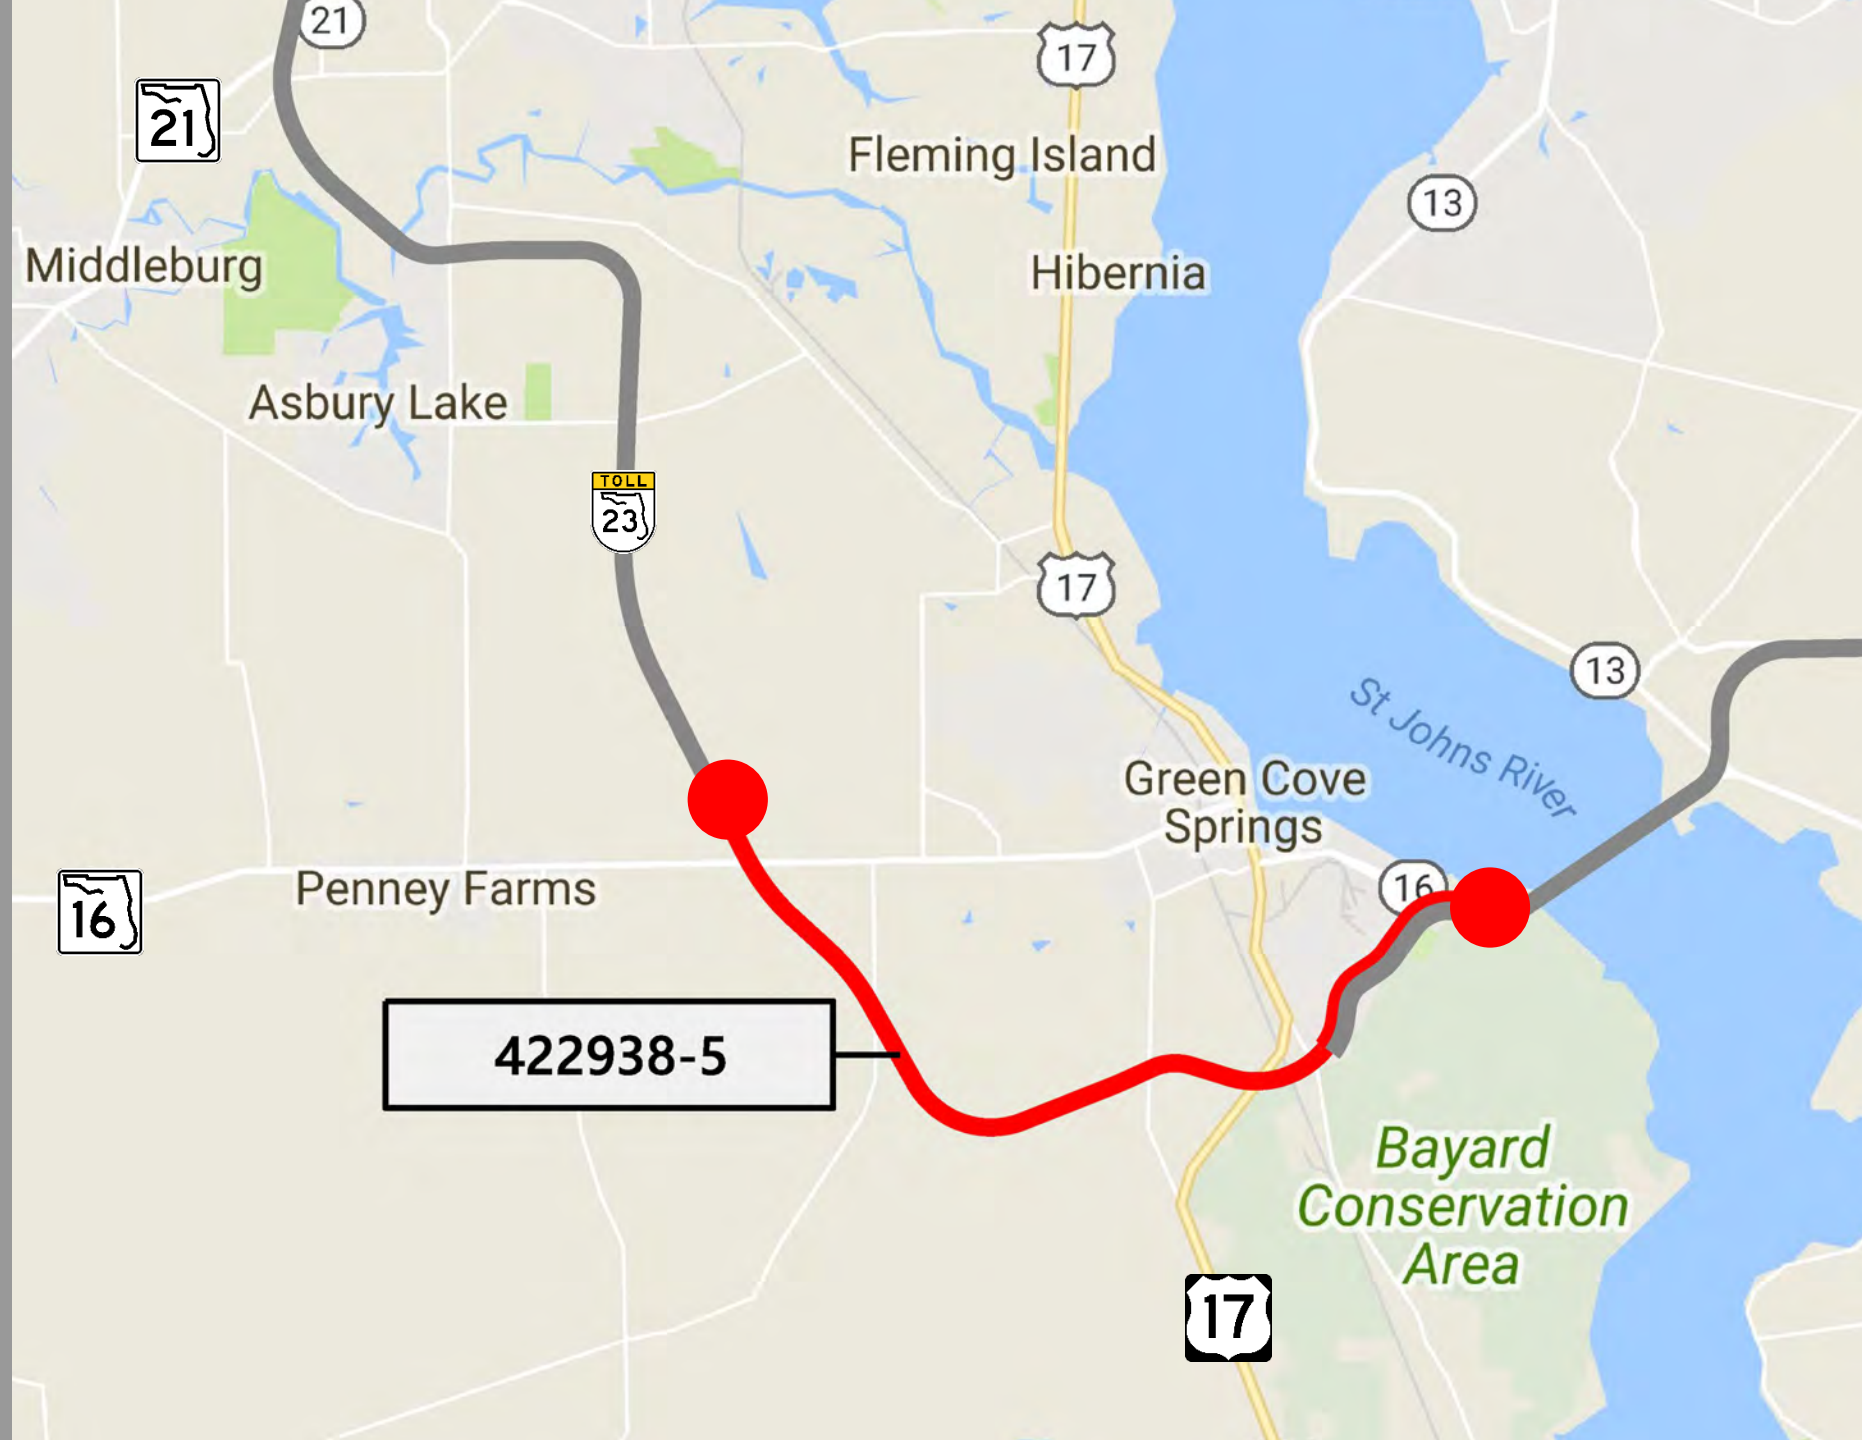 21
17
21
Fleming Island
13
Middleburg
Hibernia
Asbury Lake
TOLL
23
17
13
St Johns River
Green Cove
Springs
16
Penney Farms
16
422938-5
Bayard
Conservation
Area
17